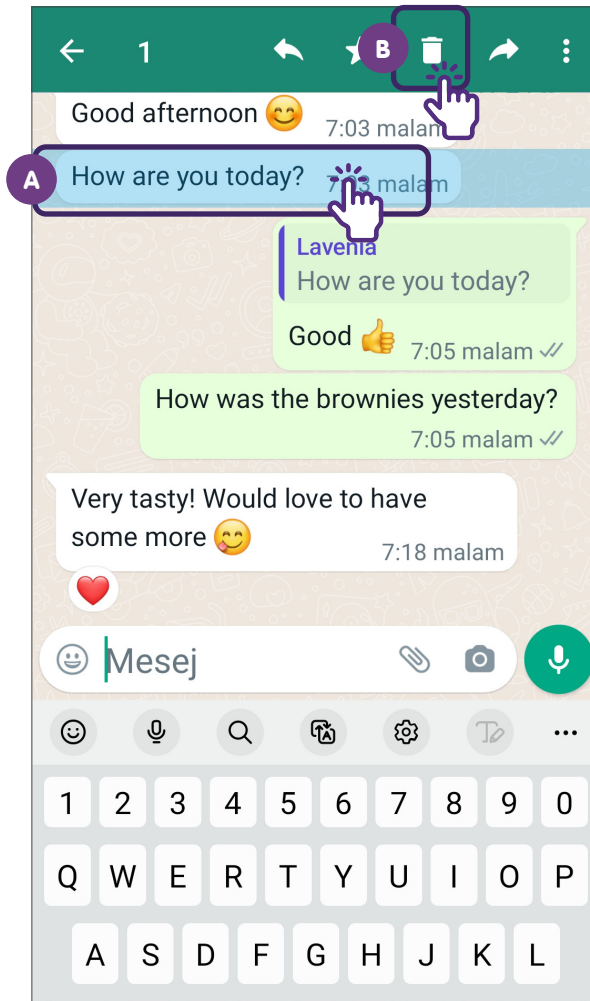 1
B
Good afternoon 😊
7:03 malam
A
How are you today?
7:03 malam
Lavenia
How are you today?
Good 👍
7:05 malam
How was the brownies yesterday?
7:05 malam
Very tasty! Would love to have
some more 😋
7:18 malam
❤️
Mesej
1 2 3 4 5 6 7 8 9 0
Q W E R T Y U I O P
A S D F G H J K L